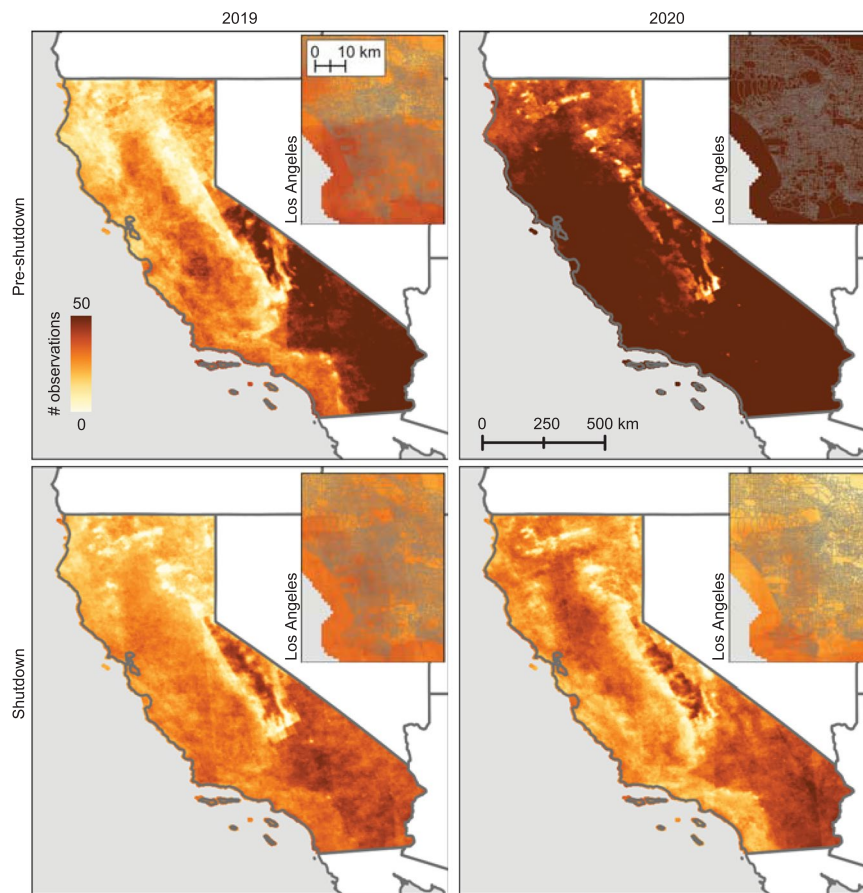 2019
2020
0 10 km
Los Angeles
Los Angeles
Pre-shutdown
50
# observations
0
0 250 500 km
Los Angeles
Los Angeles
Shutdown